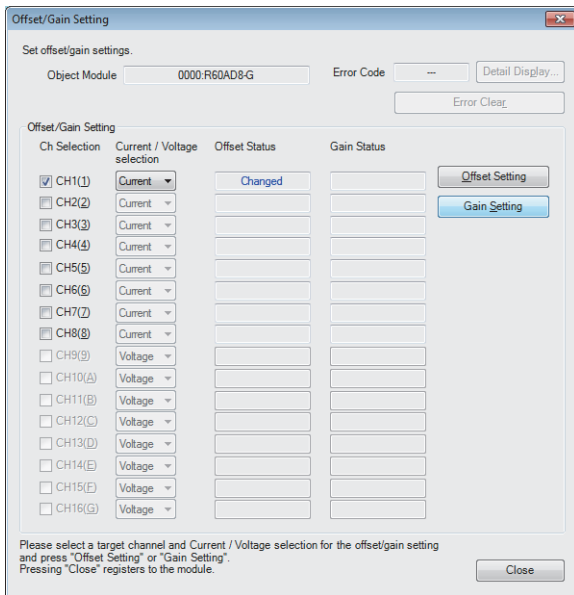 Offset/Gain Setting
Set offset/gain settings.
Object Module 0000:R60AD8-G Error Code --- Detail Display...
Error Clear
Offset/Gain Setting
Ch Selection Current / Voltage selection Offset Status Gain Status
CH1(1) Current Changed Offset Setting
CH2(2) Current Gain Setting
CH3(3) Current
CH4(4) Current
CH5(5) Current
CH6(6) Current
CH7(7) Current
CH8(8) Current
CH9(9) Voltage
CH10(A) Voltage
CH11(B) Voltage
CH12(C) Voltage
CH13(D) Voltage
CH14(E) Voltage
CH15(F) Voltage
CH16(G) Voltage
Please select a target channel and Current / Voltage selection for the offset/gain setting
and press "Offset Setting" or "Gain Setting".
Pressing "Close" registers to the module.
Close